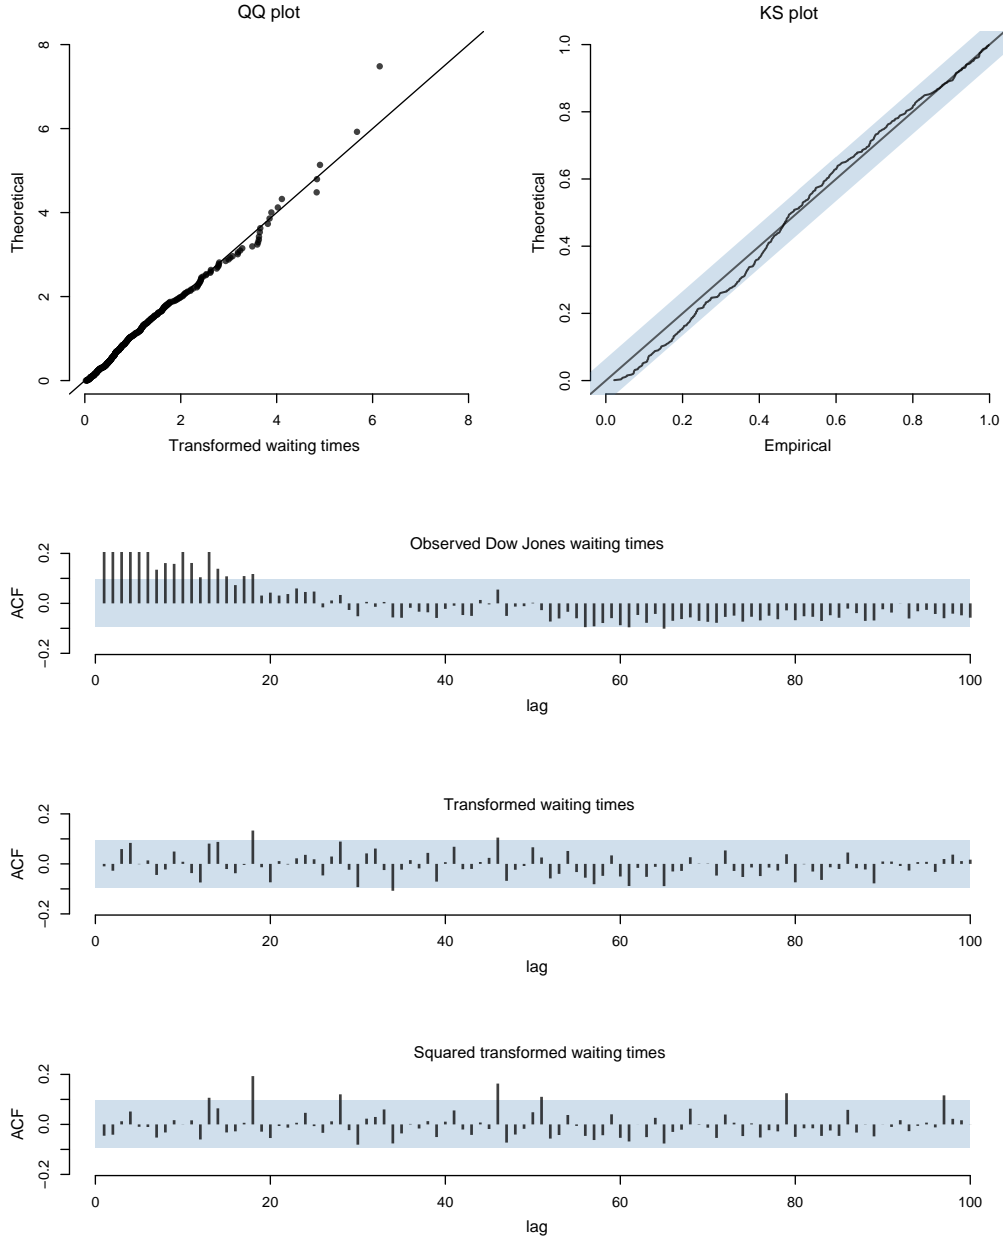 QQ plot
8
6
4
2
0
Theoretical
0 2 4 6 8
Transformed waiting times
KS plot
1.0
0.8
0.6
0.4
0.2
0.0
Theoretical
0.0 0.2 0.4 0.6 0.8 1.0
Empirical
Observed Dow Jones waiting times
0.2
0.0
−0.2
ACF
0 20 40 60 80 100
lag
Transformed waiting times
0.2
0.0
−0.2
ACF
0 20 40 60 80 100
lag
Squared transformed waiting times
0.2
0.0
−0.2
ACF
0 20 40 60 80 100
lag